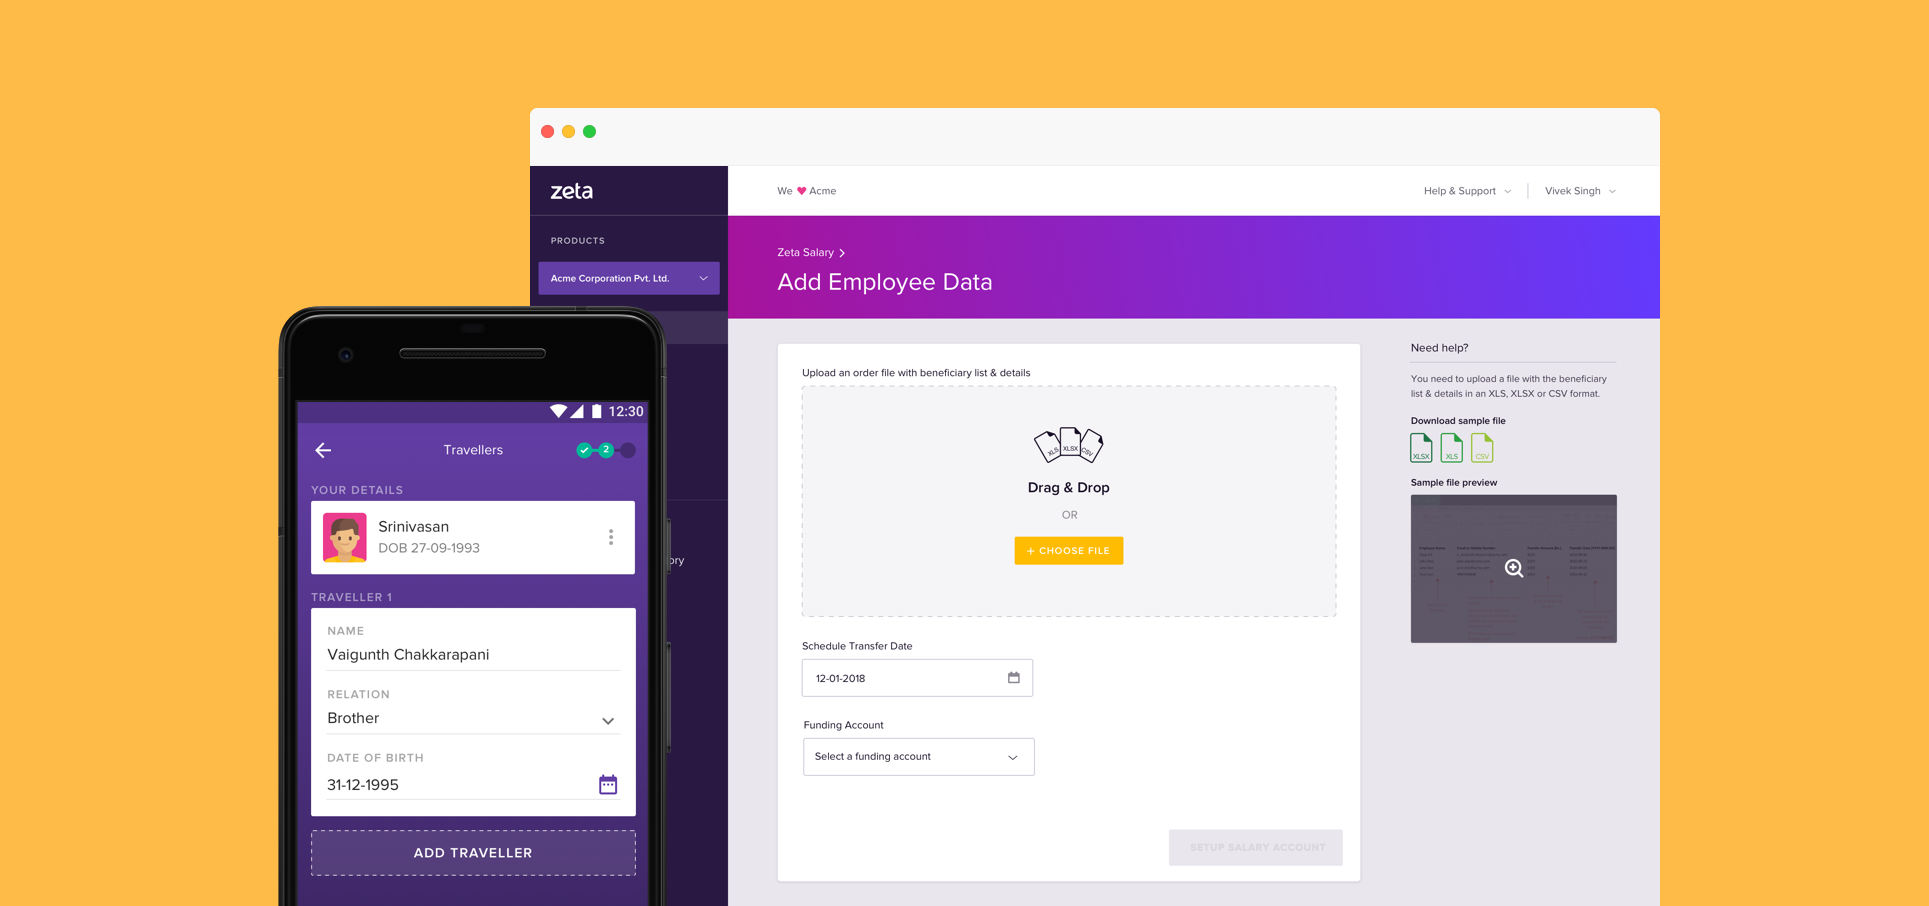 zeta
We ♥ Acme
Help & Support
Vivek Singh
PRODUCTS
Acme Corporation Pvt. Ltd.
Zeta Salary >
Add Employee Data
Upload an order file with beneficiary list & details
XLS
XLSX
CSV
Drag & Drop
OR
+ CHOOSE FILE
Schedule Transfer Date
12-01-2018
Funding Account
Select a funding account
SETUP SALARY ACCOUNT
Need help?
You need to upload a file with the beneficiary
list & details in an XLS, XLSX or CSV format.
Download sample file
XLSX
XLS
CSV
Sample file preview
ory
12:30
Travellers
2
YOUR DETAILS
Srinivasan
DOB 27-09-1993
TRAVELLER 1
NAME
Vaigunth Chakkarapani
RELATION
Brother
DATE OF BIRTH
31-12-1995
ADD TRAVELLER